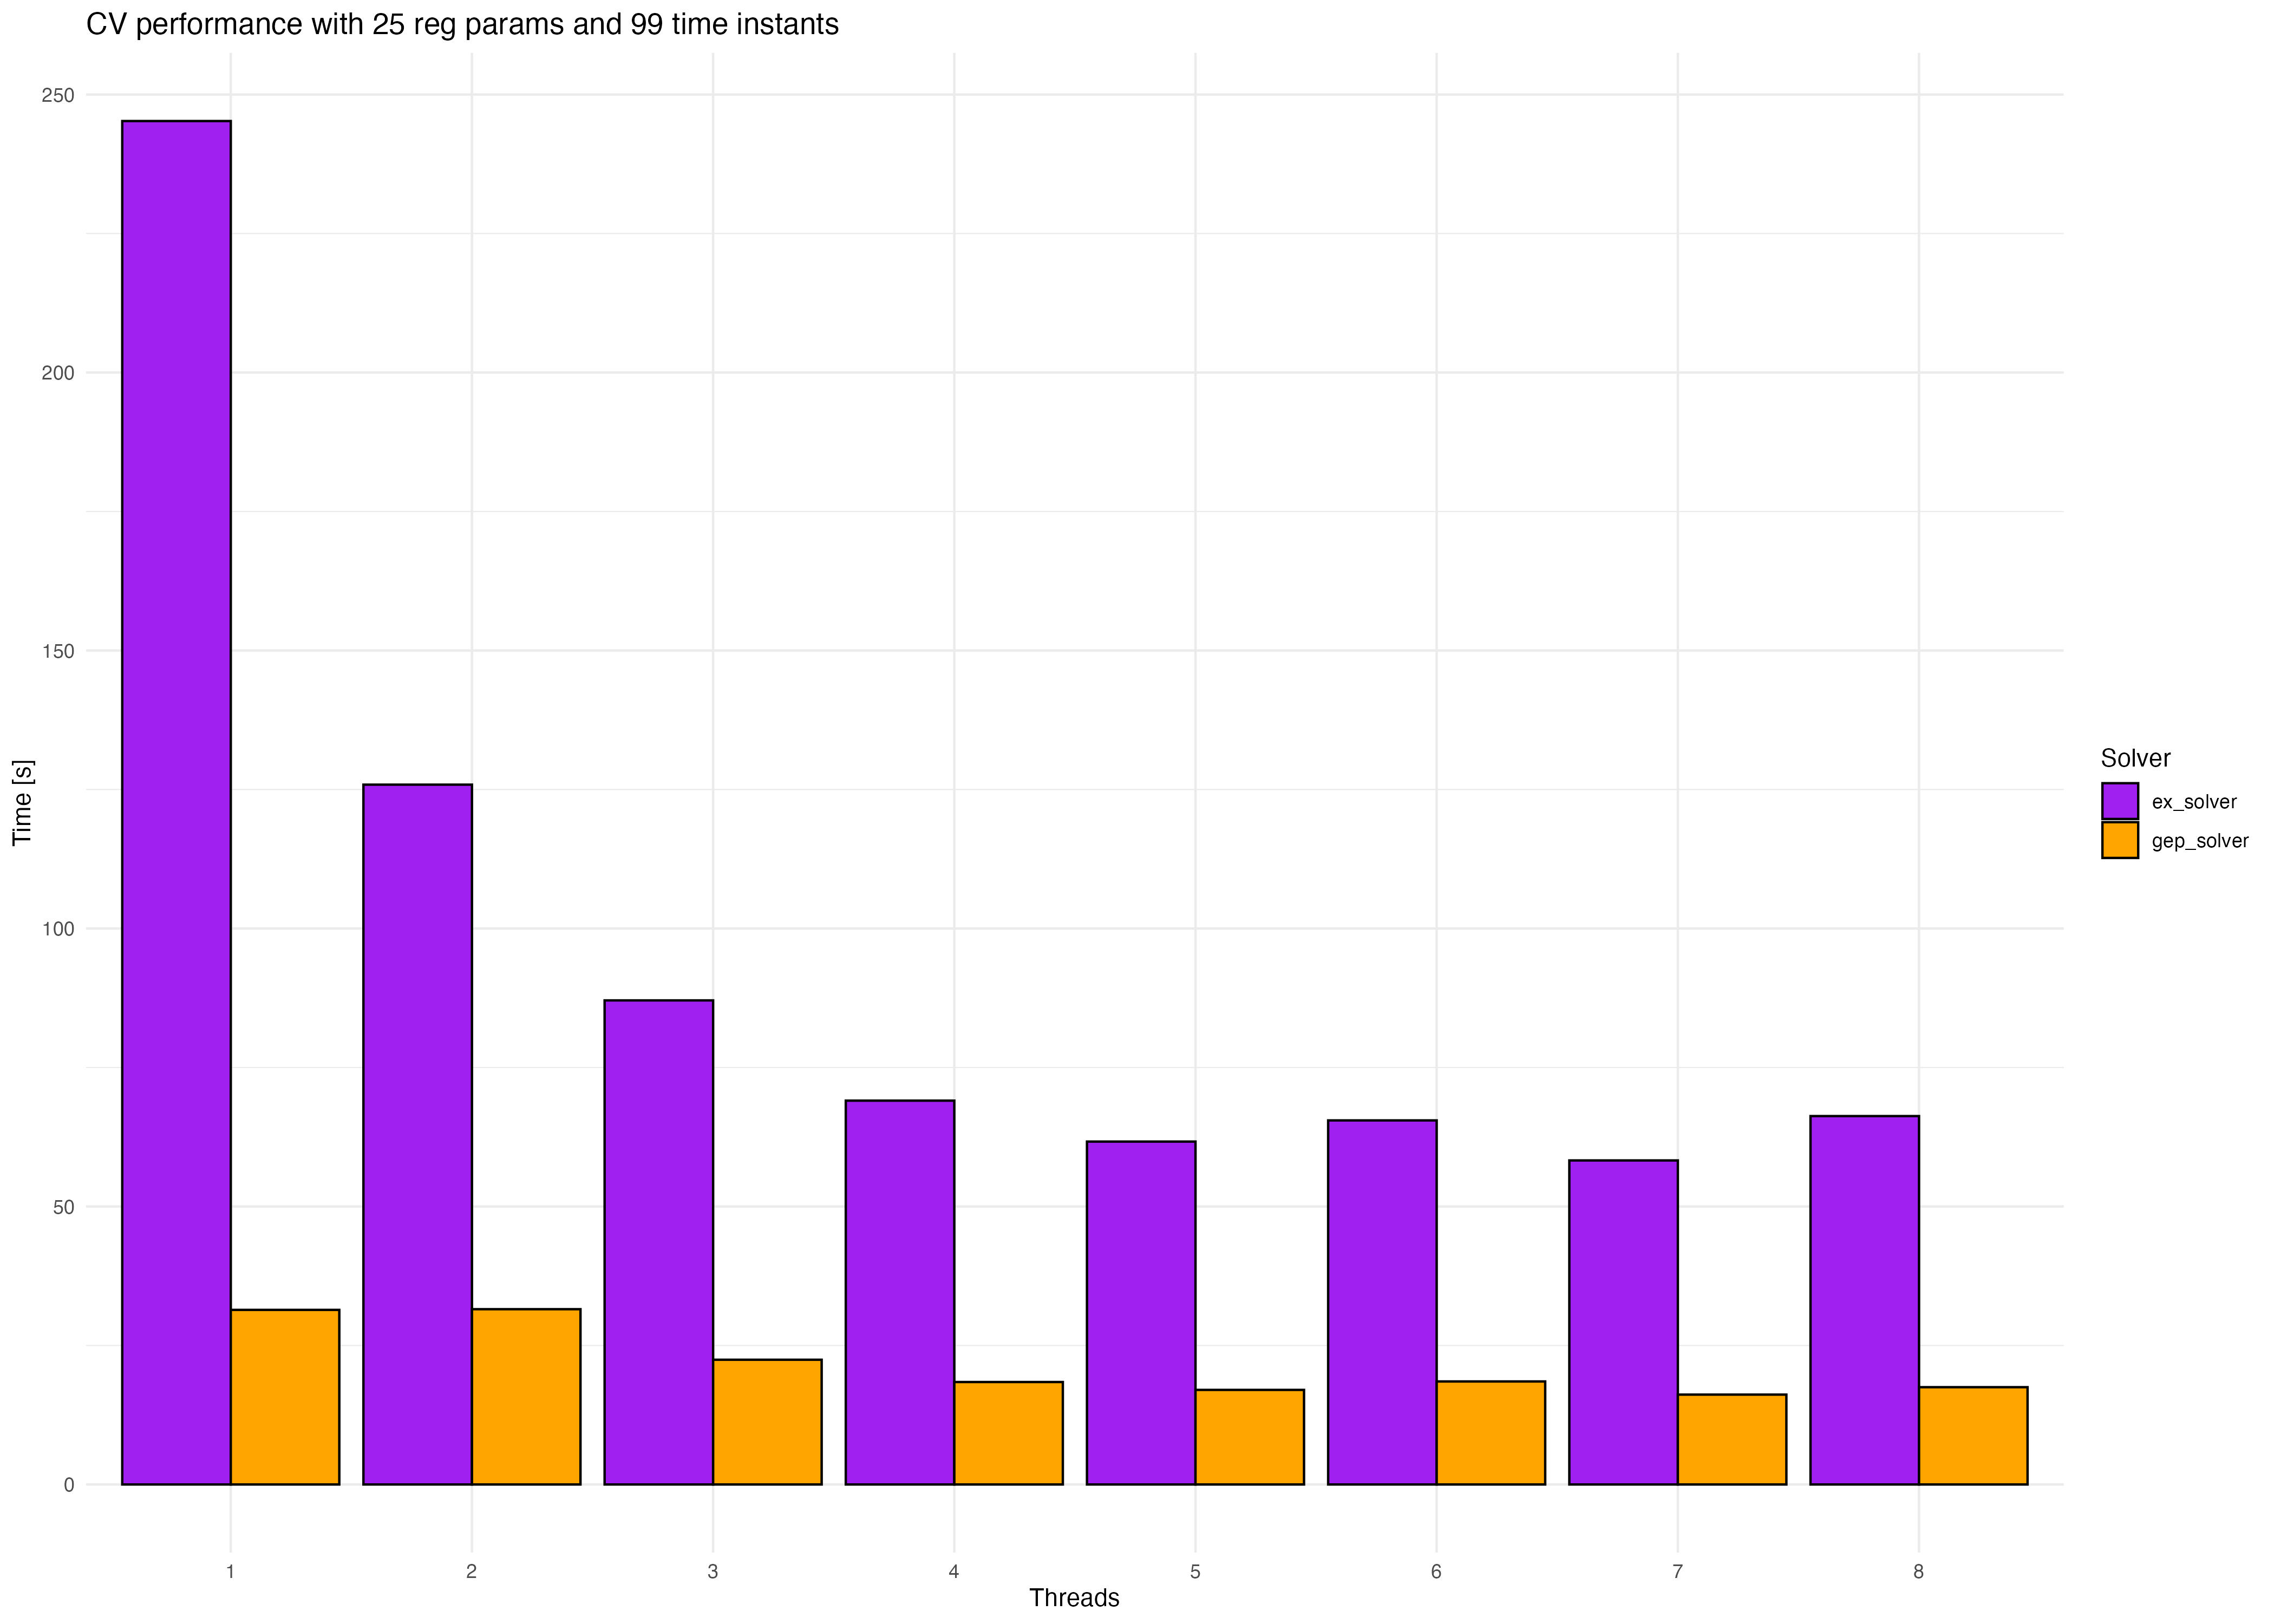 CV performance with 25 reg params and 99 time instants
250
200
150
100
50
0
Time [s]
1 2 3 4 5 6 7 8
Threads
Solver
ex_solver
gep_solver